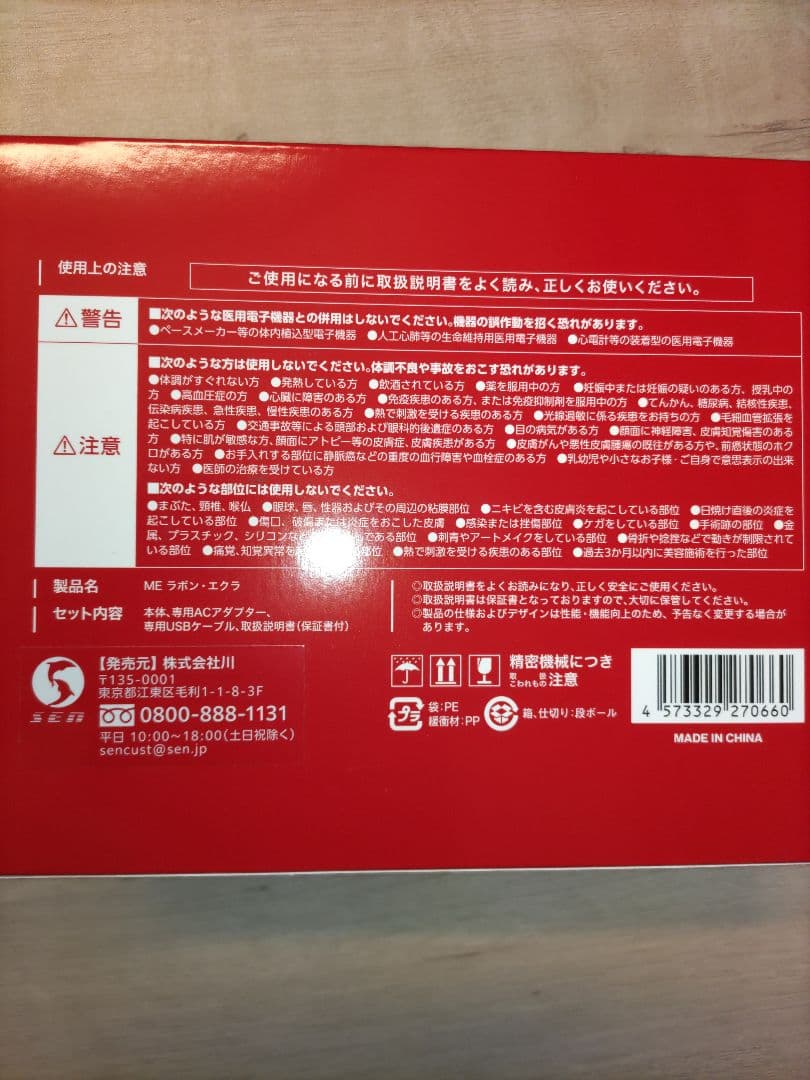 使用上の注意
ご使用になる前に取扱説明書をよく読み、正しくお使いください。
⚠警告
■次のような医用電子機器との併用はしないでください。機器の誤作動を招く恐れがあります。
●ペースメーカー等の体内植込型電子機器 ●人工心肺等の生命維持用医用電子機器 ●心電計等の装着型の医用電子機器
⚠注意
■次のような方は使用しないでください。体調不良や事故をおこす恐れがあります。
●体調がすぐれない方 ●発熱している方 ●飲酒されている方 ●薬を服用中の方 ●妊娠中または妊娠の疑いのある方、授乳中の
方 ●高血圧症の方 ●心臓に障害のある方 ●免疫疾患のある方、または免疫抑制剤を服用中の方 ●てんかん、糖尿病、結核性疾患、
伝染病疾患、急性疾患、慢性疾患のある方 ●熱で刺激を受ける疾患のある方 ●光線過敏に係る疾患をお持ちの方 ●毛細血管拡張を
起こしている方 ●交通事故等による頭部および眼科的後遺症のある方 ●目の病気がある方 ●顔面に神経障害、皮膚知覚傷害のある
方 ●特に肌が敏感な方、顔面にアトピー等の皮膚症、皮膚疾患がある方 ●皮膚がんや悪性皮膚腫瘍の既往がある方や、前癌状態のホク
ロがある方 ●お手入れする部位に静脈癌などの重度の血行障害や血栓症のある方 ●乳幼児や小さなお子様・ご自身で意思表示の出来
ない方 ●医師の治療を受けている方
■次のような部位には使用しないでください。
●まぶた、頸椎、喉仏 ●眼球、唇、性器およびその周辺の粘膜部位 ●ニキビを含む皮膚炎を起こしている部位 ●日焼け直後の炎症を
起こしている部位 ●傷口、破傷または炎症をおこした皮膚 ●感染または挫傷部位 ●ケガをしている部位 ●手術跡の部位 ●金
属、プラスチック、シリコンなど である部位 ●刺青やアートメイクをしている部位 ●骨折や捻挫などで動きが制限されて
いる部位 ●痛覚、知覚異常を 部位 ●熱で刺激を受ける疾患のある部位 ●過去3か月以内に美容施術を行った部位
製品名 ME ラボン・エクラ
セット内容 本体、専用ACアダプター、
専用USBケーブル、取扱説明書(保証書付)
◎取扱説明書をよくお読みになり、正しく安全にご使用ください。
◎取扱説明書は保証書となっておりますので、大切に保管してください。
◎製品の仕様およびデザインは性能・機能向上のため、予告なく変更する場合が
あります。
SEN
【発売元】株式会社川
〒135-0001
東京都江東区毛利1-1-8-3F
0800-888-1131
平日 10:00~18:00(土日祝除く)
sencust@sen.jp
精密機械につき
取扱注意
こわれもの
プラ
袋:PE
緩衝材:PP
箱、仕切り:段ボール
4 573329 270660
MADE IN CHINA